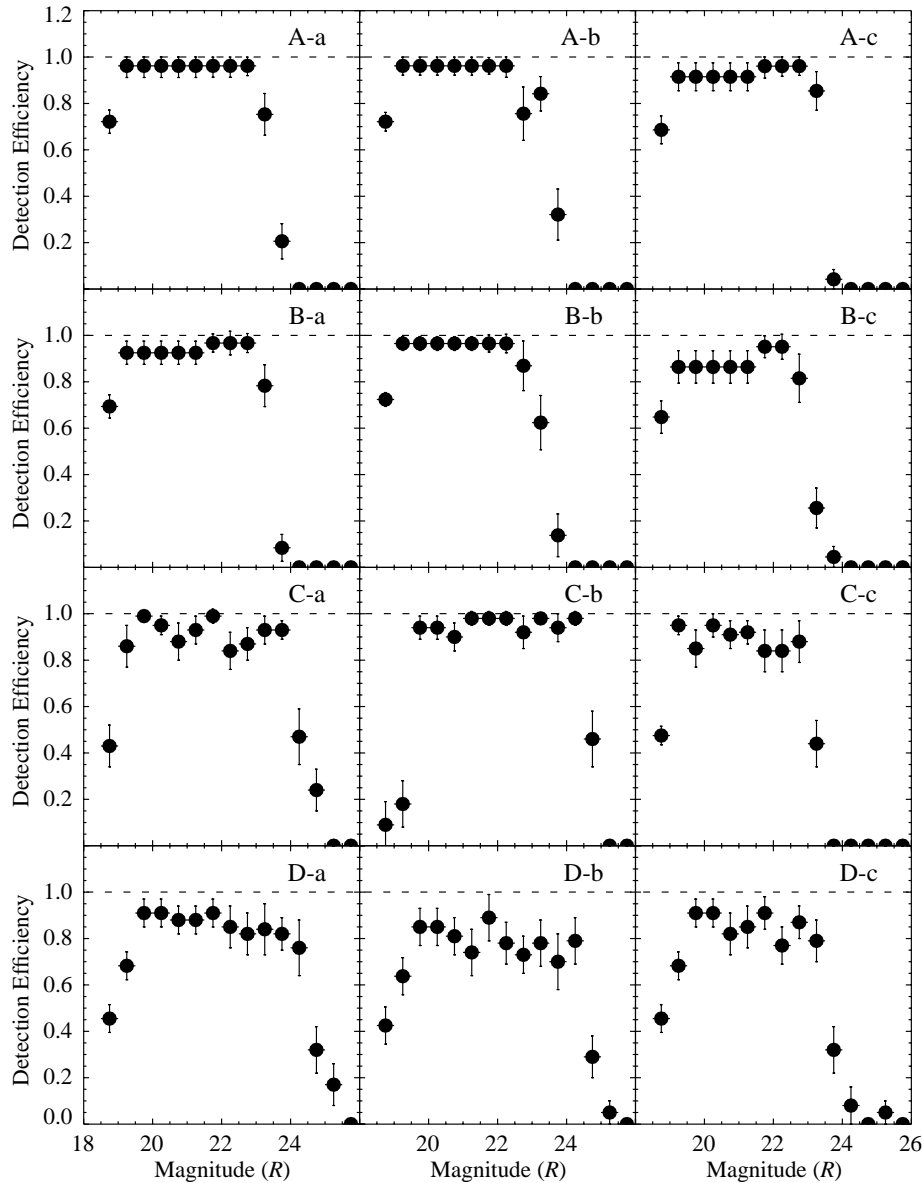 1.2
1.0
0.8
0.6
0.4
0.2
Detection Efficiency
A-a
A-b
A-c
1.0
0.8
0.6
0.4
0.2
Detection Efficiency
B-a
B-b
B-c
1.0
0.8
0.6
0.4
0.2
Detection Efficiency
C-a
C-b
C-c
1.0
0.8
0.6
0.4
0.2
0.0
Detection Efficiency
D-a
D-b
D-c
18 20 22 24
20 22 24
20 22 24 26
Magnitude (R)
Magnitude (R)
Magnitude (R)